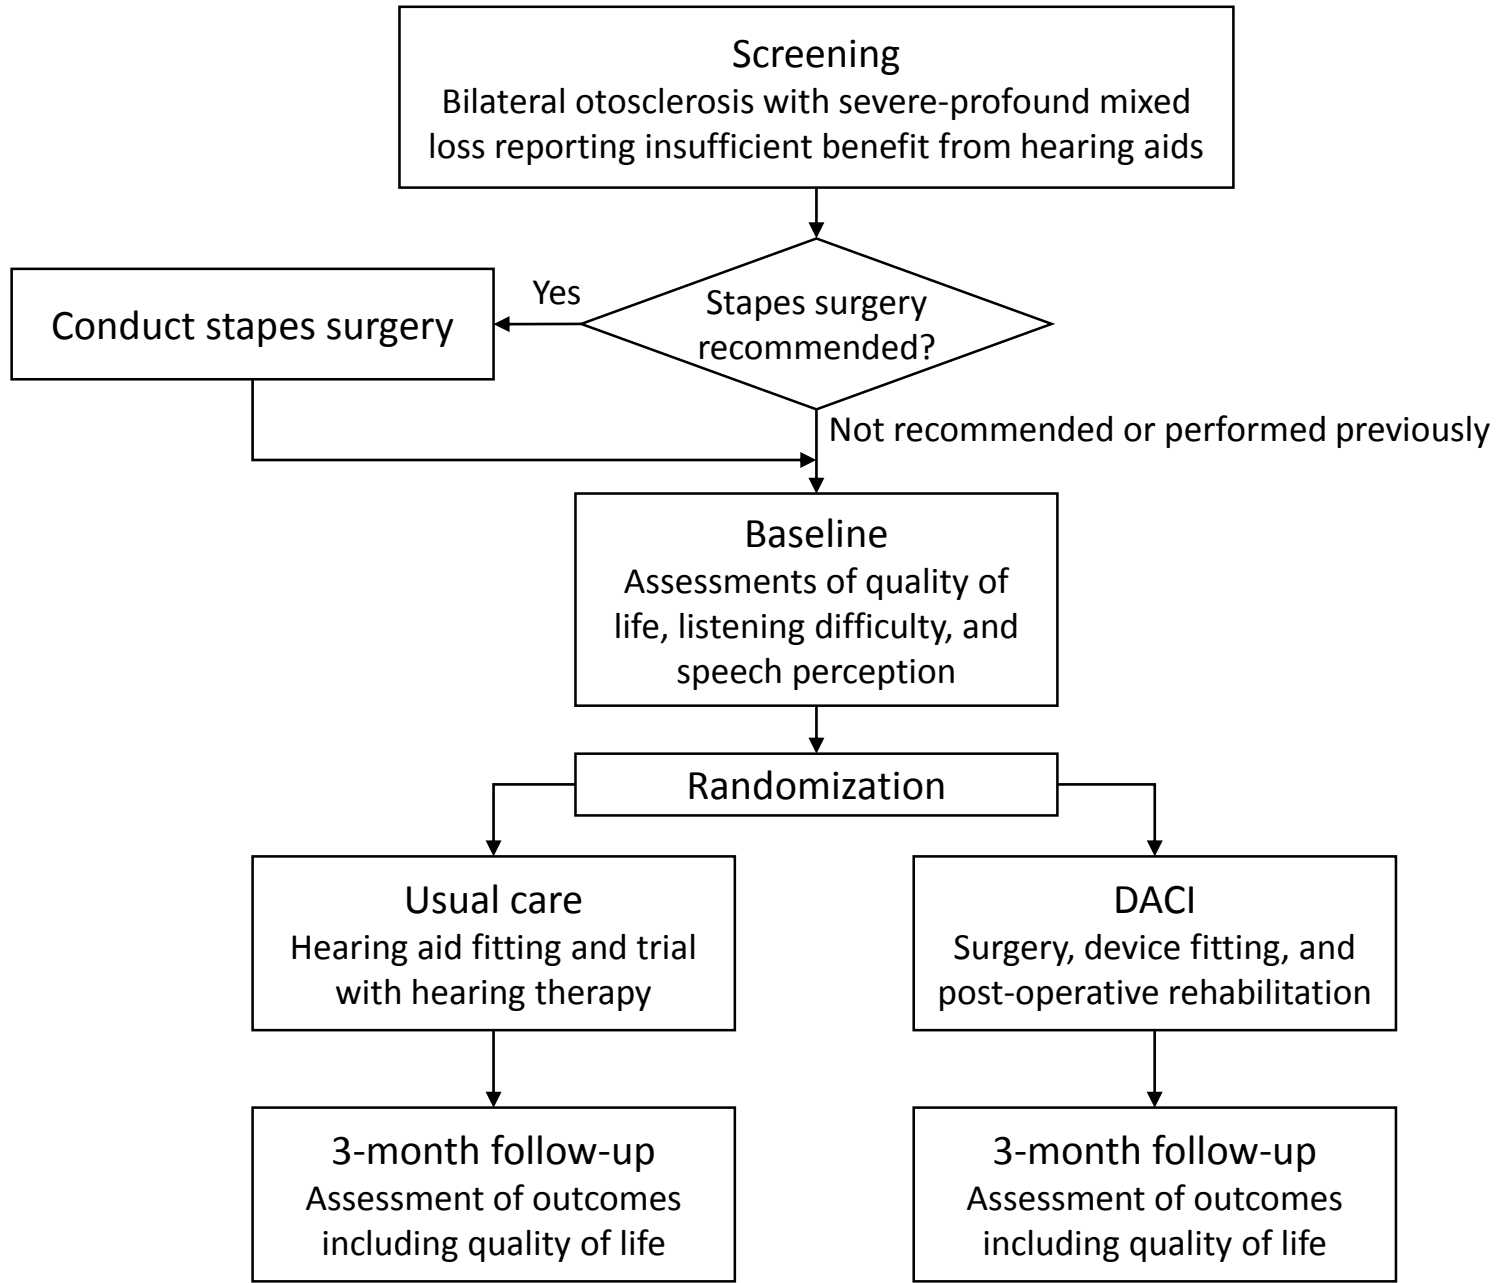 Screening
Bilateral otosclerosis with severe-profound mixed
loss reporting insufficient benefit from hearing aids
Yes
Stapes surgery
recommended?
Conduct stapes surgery
Not recommended or performed previously
Baseline
Assessments of quality of
life, listening difficulty, and
speech perception
Randomization
Usual care
Hearing aid fitting and trial
with hearing therapy
DACI
Surgery, device fitting, and
post-operative rehabilitation
3-month follow-up
Assessment of outcomes
including quality of life
3-month follow-up
Assessment of outcomes
including quality of life